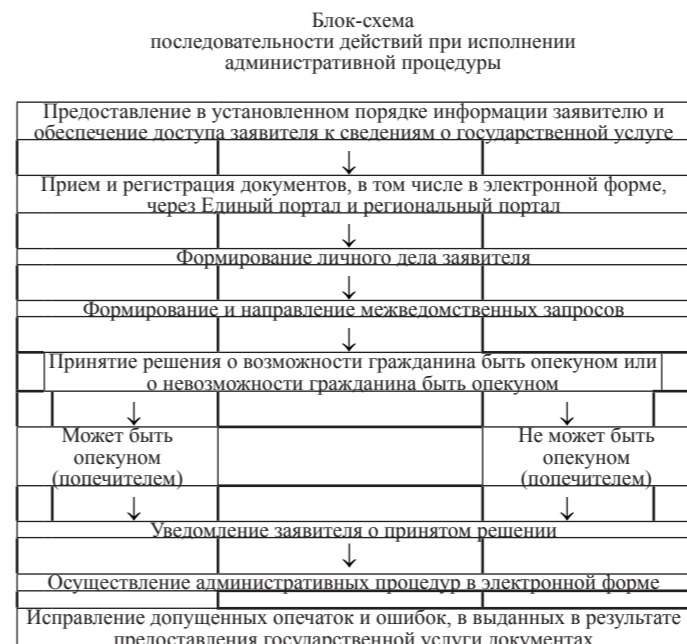 Блок-схема
последовательности действий при исполнении
административной процедуры
Предоставление в установленном порядке информации заявителю и
обеспечение доступа заявителя к сведениям о государственной услуге
↓
Прием и регистрация документов, в том числе в электронной форме,
через Единый портал и региональный портал
↓
Формирование личного дела заявителя
↓
Формирование и направление межведомственных запросов
↓
Принятие решения о возможности гражданина быть опекуном или
о невозможности гражданина быть опекуном
↓ ↓
Может быть
опекуном
(попечителем)
Не может быть
опекуном
(попечителем)
↓ ↓
Уведомление заявителя о принятом решении
↓
Осуществление административных процедур в электронной форме
Исправление допущенных опечаток и ошибок, в выданных в результате
предоставления государственной услуги документах